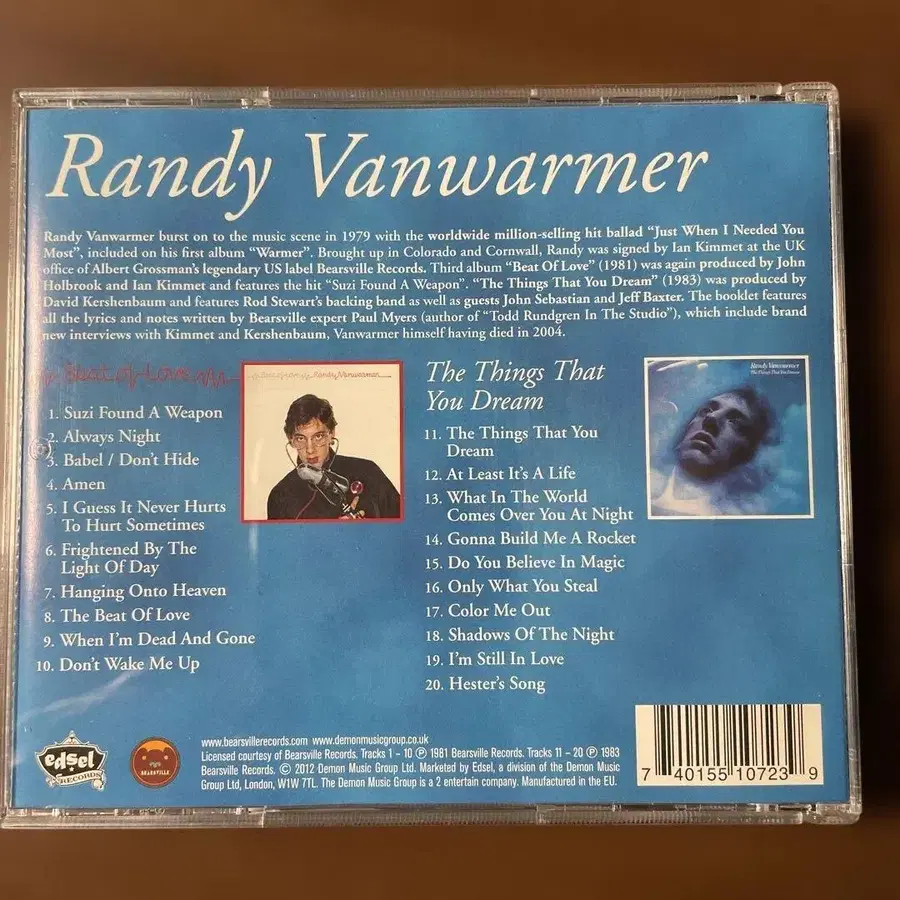 Randy Vanwarmer
Randy Vanwarmer burst on to the music scene in 1979 with the worldwide million-selling hit ballad “Just When I Needed You
Most”, included on his first album “Warmer”. Brought up in Colorado and Cornwall, Randy was signed by Ian Kimmet at the UK
office of Albert Grossman’s legendary US label Bearsville Records. Third album “Beat Of Love” (1981) was again produced by John
Holbrook and Ian Kimmet and features the hit “Suzi Found A Weapon”. “The Things That You Dream” (1983) was produced by
David Kershenbaum and features Rod Stewart’s backing band as well as guests John Sebastian and Jeff Baxter. The booklet features
all the lyrics and notes written by Bearsville expert Paul Myers (author of “Todd Rundgren In The Studio”), which include brand
new interviews with Kimmet and Kershenbaum, Vanwarmer himself having died in 2004.
Beat of Love
1. Suzi Found A Weapon
2. Always Night
3. Babel / Don’t Hide
4. Amen
5. I Guess It Never Hurts
To Hurt Sometimes
6. Frightened By The
Light Of Day
7. Hanging Onto Heaven
8. The Beat Of Love
9. When I’m Dead And Gone
10. Don’t Wake Me Up
Randy Vanwarmer
The Things That
You Dream
11. The Things That You
Dream
12. At Least It’s A Life
13. What In The World
Comes Over You At Night
14. Gonna Build Me A Rocket
15. Do You Believe In Magic
16. Only What You Steal
17. Color Me Out
18. Shadows Of The Night
19. I’m Still In Love
20. Hester’s Song
Randy Vanwarmer
The Things That You Dream
edsel
RECORDS
BEARSVILLE
www.bearsvillerecords.com www.demonmusicgroup.co.uk
Licensed courtesy of Bearsville Records. Tracks 1 – 10 ℗ 1981 Bearsville Records. Tracks 11 – 20 ℗ 1983
Bearsville Records. © 2012 Demon Music Group Ltd. Marketed by Edsel, a division of the Demon Music
Group Ltd, London, W1W 7TL. The Demon Music Group is a 2 entertain company. Manufactured in the EU.
7 40155 10723 9